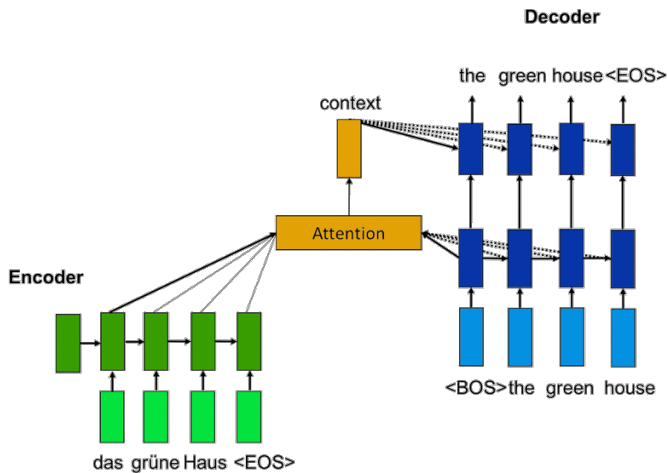 Decoder
the green house <EOS>
context
Attention
Encoder
<BOS> the green house
das grüne Haus <EOS>